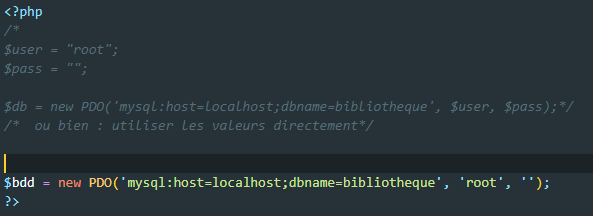 <?php
/*
$user = "root";
$pass = "";
$db = new PDO('mysql:host=localhost;dbname=bibliotheque', $user, $pass);*/
/*  ou bien : utiliser les valeurs directement*/
$bdd = new PDO('mysql:host=localhost;dbname=bibliotheque', 'root', '');
?>